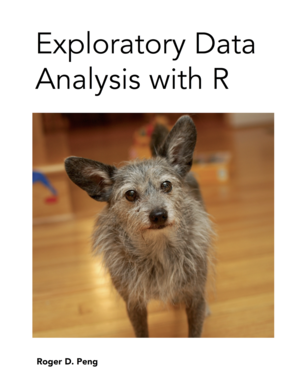 Exploratory Data
Analysis with R
Roger D. Peng